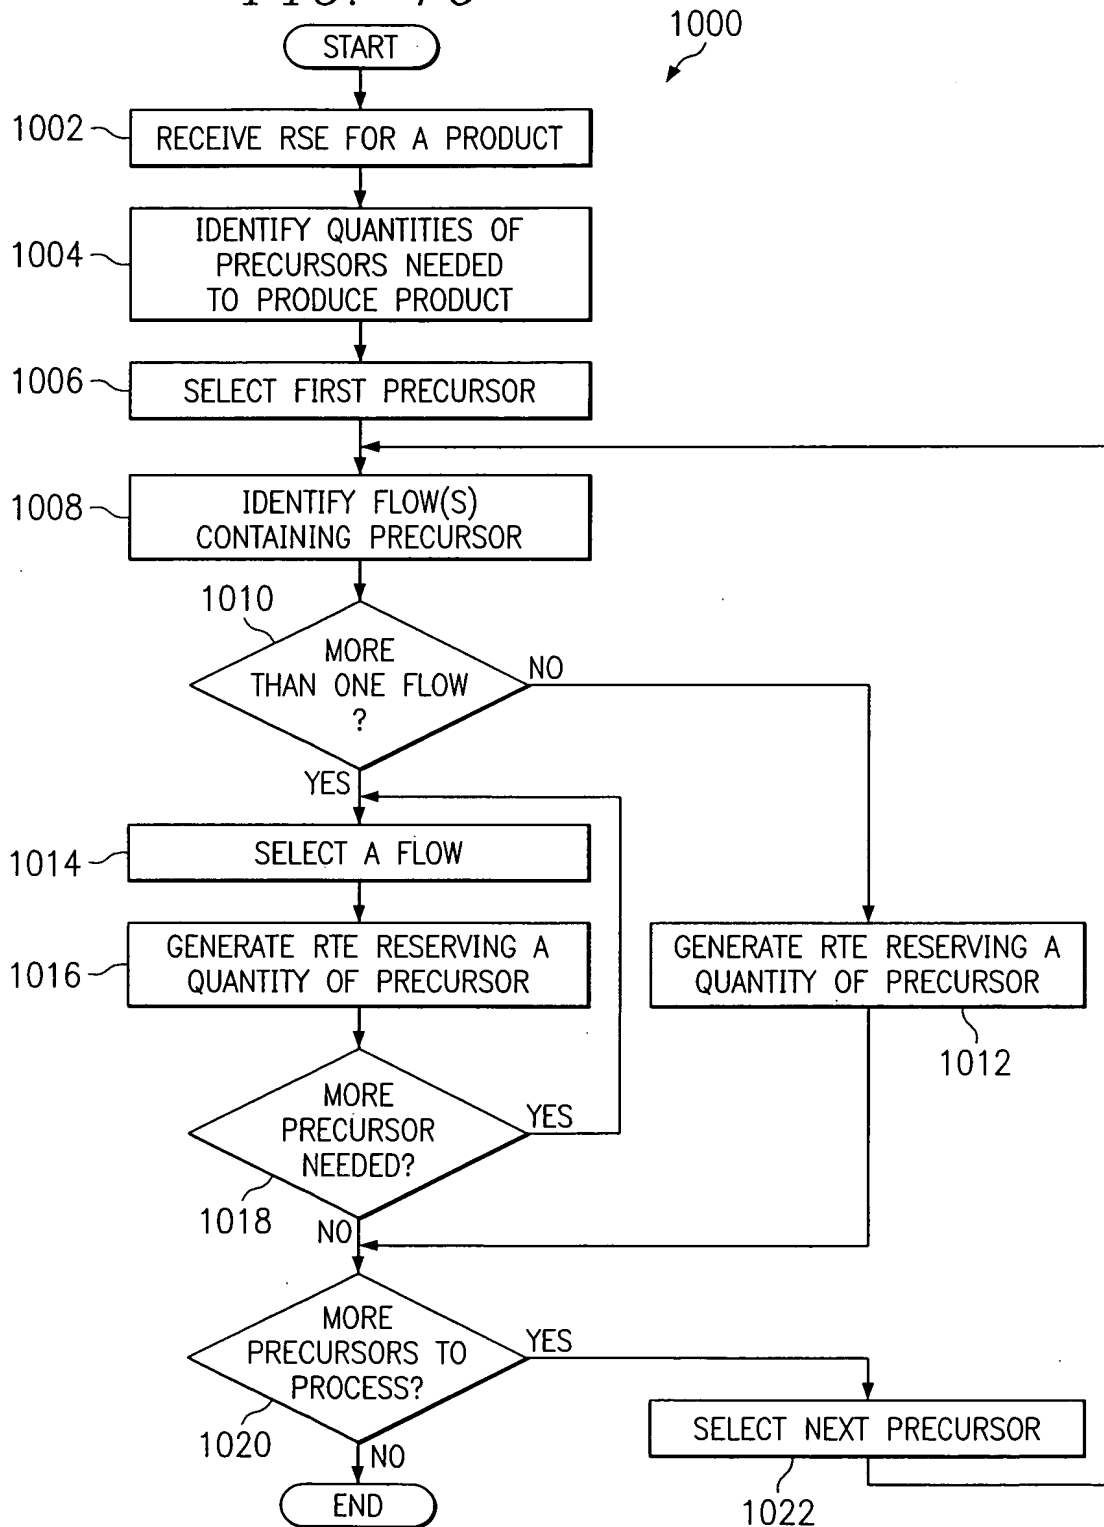 1000
START
1002
RECEIVE RSE FOR A PRODUCT
1004
IDENTIFY QUANTITIES OF
PRECURSORS NEEDED
TO PRODUCE PRODUCT
1006
SELECT FIRST PRECURSOR
1008
IDENTIFY FLOW(S)
CONTAINING PRECURSOR
1010
MORE
THAN ONE FLOW
?
NO
YES
1014
SELECT A FLOW
1016
GENERATE RTE RESERVING A
QUANTITY OF PRECURSOR
GENERATE RTE RESERVING A
QUANTITY OF PRECURSOR
1012
MORE
PRECURSOR
NEEDED?
YES
1018
NO
MORE
PRECURSORS TO
PROCESS?
YES
1020
NO
SELECT NEXT PRECURSOR
1022
END